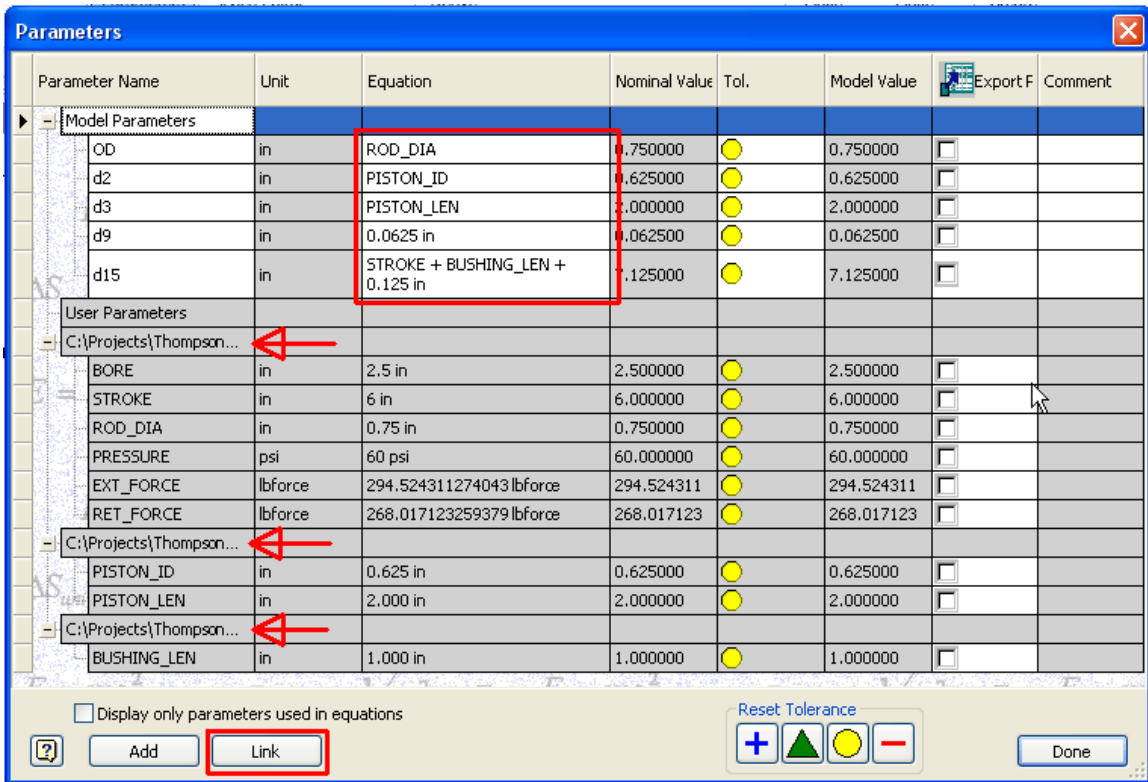 Parameters
Parameter Name Unit Equation Nominal Value Tol. Model Value Export F Comment
Model Parameters
OD in ROD_DIA 0.750000 0.750000
d2 in PISTON_ID 0.625000 0.625000
d3 in PISTON_LEN 2.000000 2.000000
d9 in 0.0625 in 0.062500 0.062500
d15 in STROKE + BUSHING_LEN + 7.125000 7.125000
0.125 in
User Parameters
C:\Projects\Thompson...
BORE in 2.5 in 2.500000 2.500000
STROKE in 6 in 6.000000 6.000000
ROD_DIA in 0.75 in 0.750000 0.750000
PRESSURE psi 60 psi 60.000000 60.000000
EXT_FORCE lbforce 294.524311274043 lbforce 294.524311 294.524311
RET_FORCE lbforce 268.017123259379 lbforce 268.017123 268.017123
C:\Projects\Thompson...
PISTON_ID in 0.625 in 0.625000 0.625000
PISTON_LEN in 2.000 in 2.000000 2.000000
C:\Projects\Thompson...
BUSHING_LEN in 1.000 in 1.000000 1.000000
Display only parameters used in equations
Reset Tolerance
Add Link Done